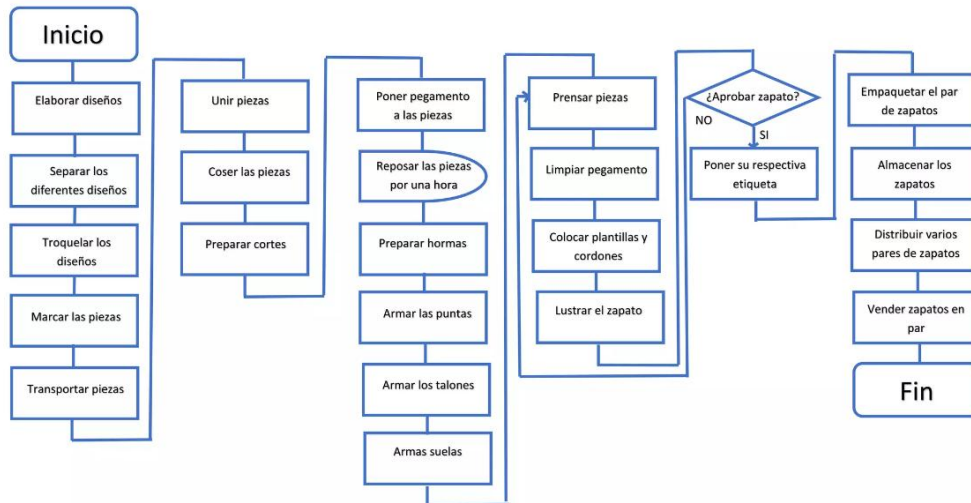 Inicio
Elaborar diseños
Separar los
diferentes diseños
Troquelar los
diseños
Marcar las piezas
Transportar piezas
Unir piezas
Coser las piezas
Preparar cortes
Poner pegamento
a las piezas
Reposar las piezas
por una hora
Preparar hormas
Armar las puntas
Armar los talones
Armas suelas
Prensar piezas
Limpiar pegamento
Colocar plantillas y
cordones
Lustrar el zapato
¿Aprobar zapato?
NO
SI
Poner su respectiva
etiqueta
Empaquetar el par
de zapatos
Almacenar los
zapatos
Distribuir varios
pares de zapatos
Vender zapatos en
par
Fin